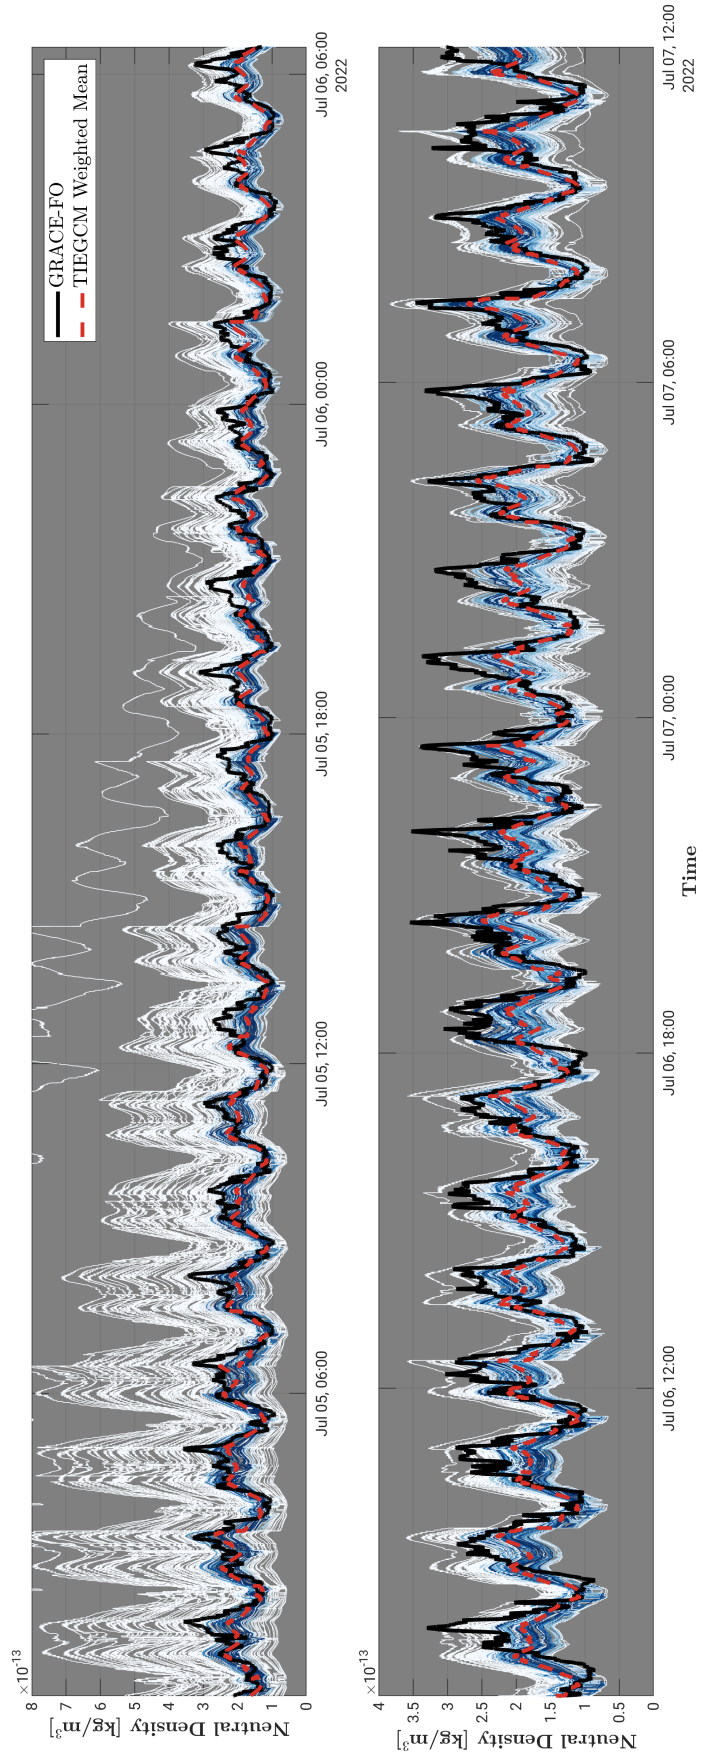 ×10⁻¹³
8
7
6
5
4
3
2
1
0
Neutral Density [kg/m³]
GRACE-FO
TIEGCM Weighted Mean
Jul 05, 06:00
Jul 05, 12:00
Jul 05, 18:00
Jul 06, 00:00
Jul 06, 06:00
2022
×10⁻¹³
4
3.5
3
2.5
2
1.5
1
0.5
0
Neutral Density [kg/m³]
Jul 06, 12:00
Jul 06, 18:00
Jul 07, 00:00
Jul 07, 06:00
Jul 07, 12:00
2022
Time